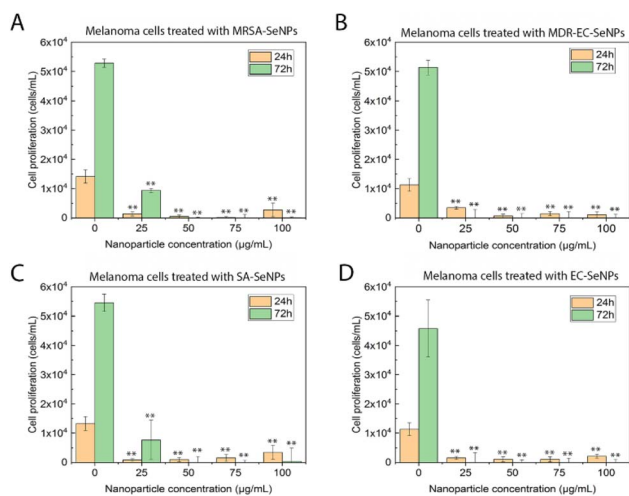 A
Melanoma cells treated with MRSA-SeNPs
6x10⁴
5x10⁴
4x10⁴
3x10⁴
2x10⁴
1x10⁴
0
Cell proliferation (cells/mL)
24h
72h
**
**
**
**
**
**
**
**
0 25 50 75 100
Nanoparticle concentration (µg/mL)
B
Melanoma cells treated with MDR-EC-SeNPs
6x10⁴
5x10⁴
4x10⁴
3x10⁴
2x10⁴
1x10⁴
0
Cell proliferation (cells/mL)
24h
72h
** ** ** ** ** ** ** **
0 25 50 75 100
Nanoparticle concentration (µg/mL)
C
Melanoma cells treated with SA-SeNPs
6x10⁴
5x10⁴
4x10⁴
3x10⁴
2x10⁴
1x10⁴
0
Cell proliferation (cells/mL)
24h
72h
**
**
**
**
**
**
**
**
0 25 50 75 100
Nanoparticle concentration (µg/mL)
D
Melanoma cells treated with EC-SeNPs
6x10⁴
5x10⁴
4x10⁴
3x10⁴
2x10⁴
1x10⁴
0
Cell proliferation (cells/mL)
24h
72h
** ** ** ** ** ** ** **
0 25 50 75 100
Nanoparticle concentration (µg/mL)